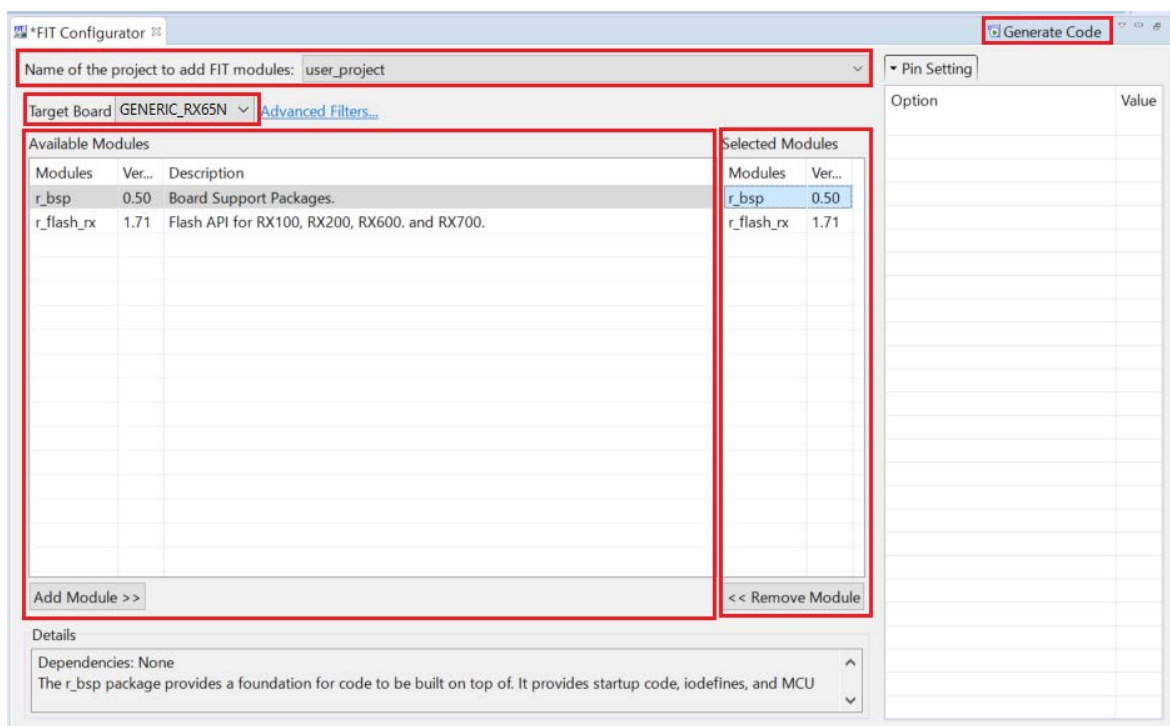 *FIT Configurator
Generate Code
Name of the project to add FIT modules: user_project
Pin Setting
Target Board GENERIC_RX65N Advanced Filters...
Option Value
Available Modules
Modules Ver... Description
r_bsp 0.50 Board Support Packages.
r_flash_rx 1.71 Flash API for RX100, RX200, RX600. and RX700.
Selected Modules
Modules Ver...
r_bsp 0.50
r_flash_rx 1.71
Add Module >>
<< Remove Module
Details
Dependencies: None
The r_bsp package provides a foundation for code to be built on top of. It provides startup code, iodefines, and MCU